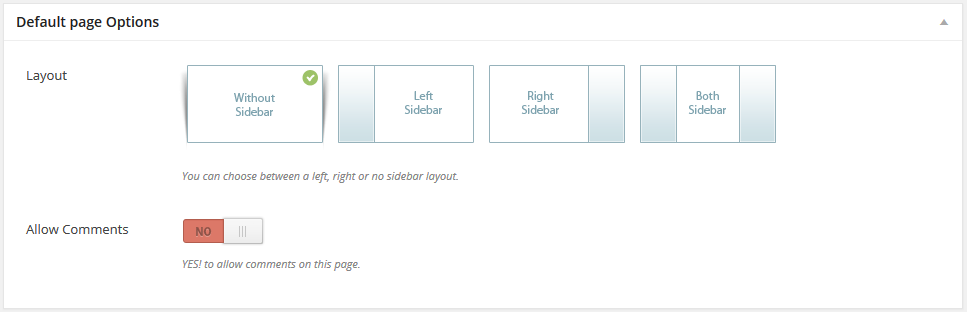 Default page Options
Layout
Without
Sidebar
Left
Sidebar
Right
Sidebar
Both
Sidebar
You can choose between a left, right or no sidebar layout.
Allow Comments
NO
YES! to allow comments on this page.